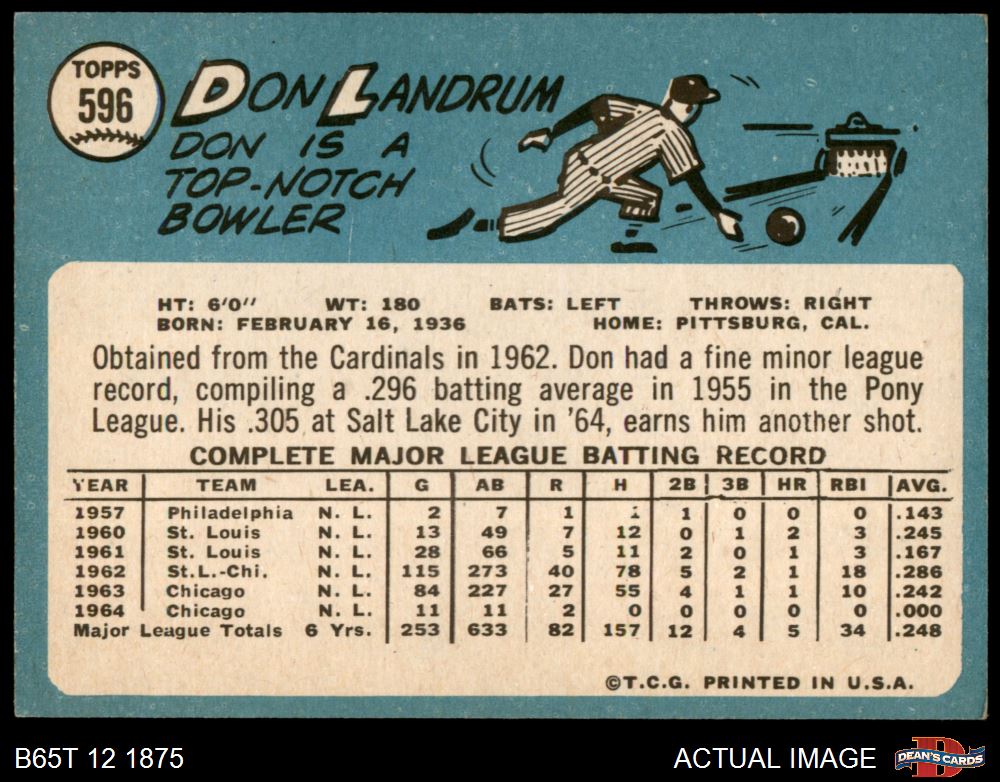 TOPPS
596
DON LANDRUM
DON IS A
TOP-NOTCH
BOWLER
HT: 6'0" WT: 180 BATS: LEFT THROWS: RIGHT
BORN: FEBRUARY 16, 1936 HOME: PITTSBURG, CAL.
Obtained from the Cardinals in 1962. Don had a fine minor league
record, compiling a .296 batting average in 1955 in the Pony
League. His .305 at Salt Lake City in '64, earns him another shot.
COMPLETE MAJOR LEAGUE BATTING RECORD
YEAR TEAM LEA. G AB R H 2B 3B HR RBI AVG.
1957 Philadelphia N. L. 2 7 1 1 1 0 0 0 .143
1960 St. Louis N. L. 13 49 7 12 0 1 2 3 .245
1961 St. Louis N. L. 28 66 5 11 2 0 1 3 .167
1962 St.L.-Chi. N. L. 115 273 40 78 5 2 1 18 .286
1963 Chicago N. L. 84 227 27 55 4 1 1 10 .242
1964 Chicago N. L. 11 11 2 0 0 0 0 0 .000
Major League Totals 6 Yrs. 253 633 82 157 12 4 5 34 .248
©T.C.G. PRINTED IN U.S.A.
B65T 12 1875 ACTUAL IMAGE D DEAN'S CARDS